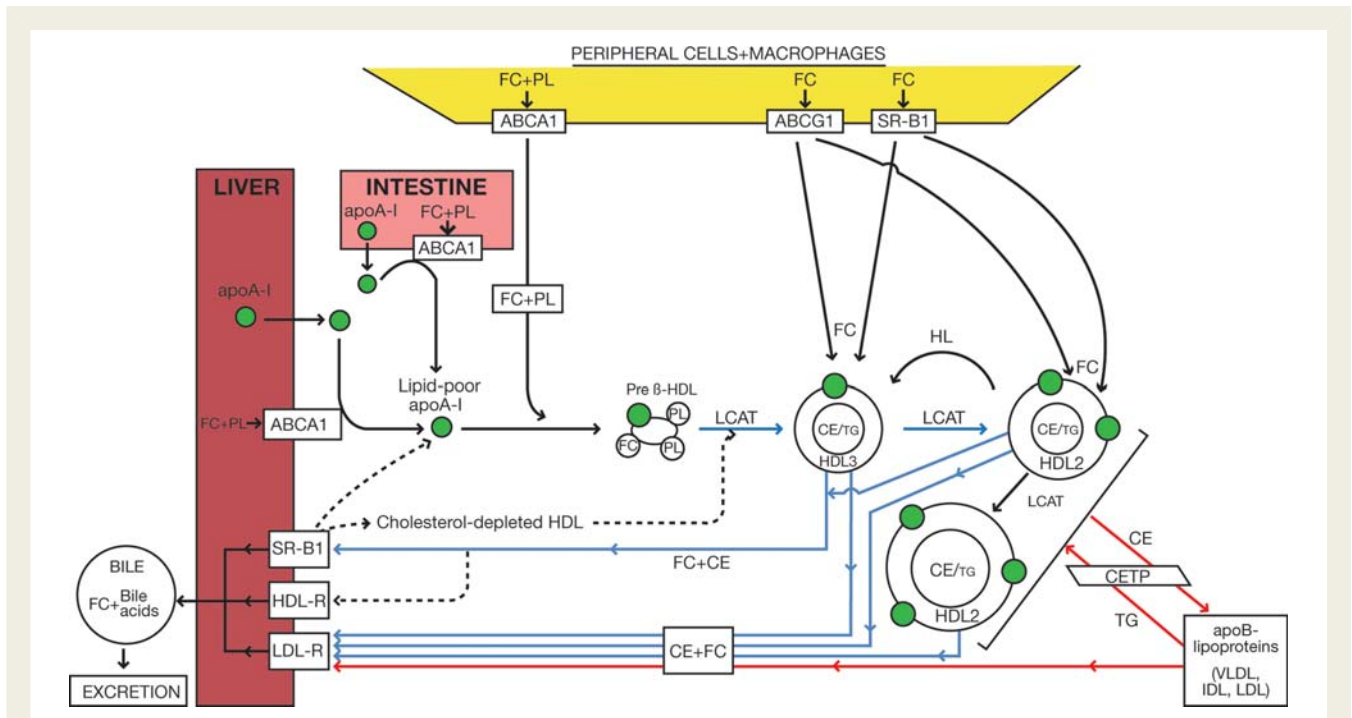 PERIPHERAL CELLS+MACROPHAGES
FC+PL
FC
FC
ABCA1
ABCG1
SR-B1
LIVER
INTESTINE
apoA-I
FC+PL
ABCA1
apoA-I
FC+PL
FC
HL
FC
Lipid-poor
apoA-I
Pre ß-HDL
PL
FC
PL
LCAT
CE/TG
HDL3
LCAT
CE/TG
HDL2
FC+PL
ABCA1
LCAT
Cholesterol-depleted HDL
SR-B1
FC+CE
CE/TG
HDL2
CE
CETP
TG
BILE
FC+
Bile
acids
HDL-R
LDL-R
CE+FC
apoB-
lipoproteins
(VLDL,
IDL, LDL)
EXCRETION